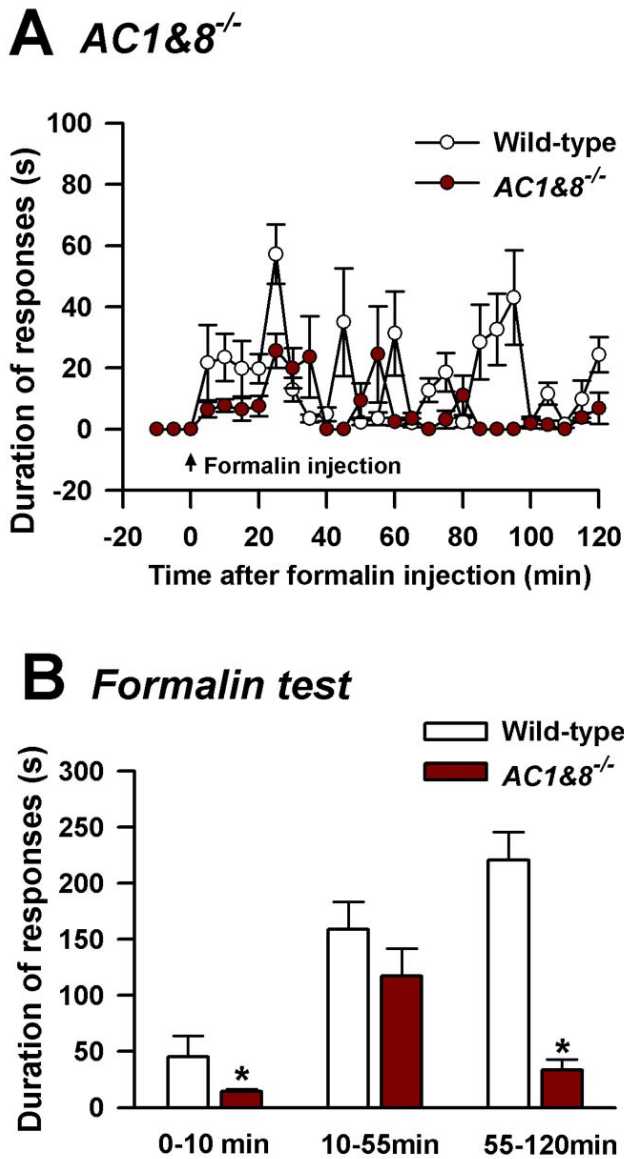 A AC1&8-/-
100
80
60
40
20
0
-20
Duration of responses (s)
Wild-type
AC1&8-/-
Formalin injection
-20 0 20 40 60 80 100 120
Time after formalin injection (min)
B Formalin test
Wild-type
AC1&8-/-
300
250
200
150
100
50
0
Duration of responses (s)
*
*
0-10 min 10-55min 55-120min